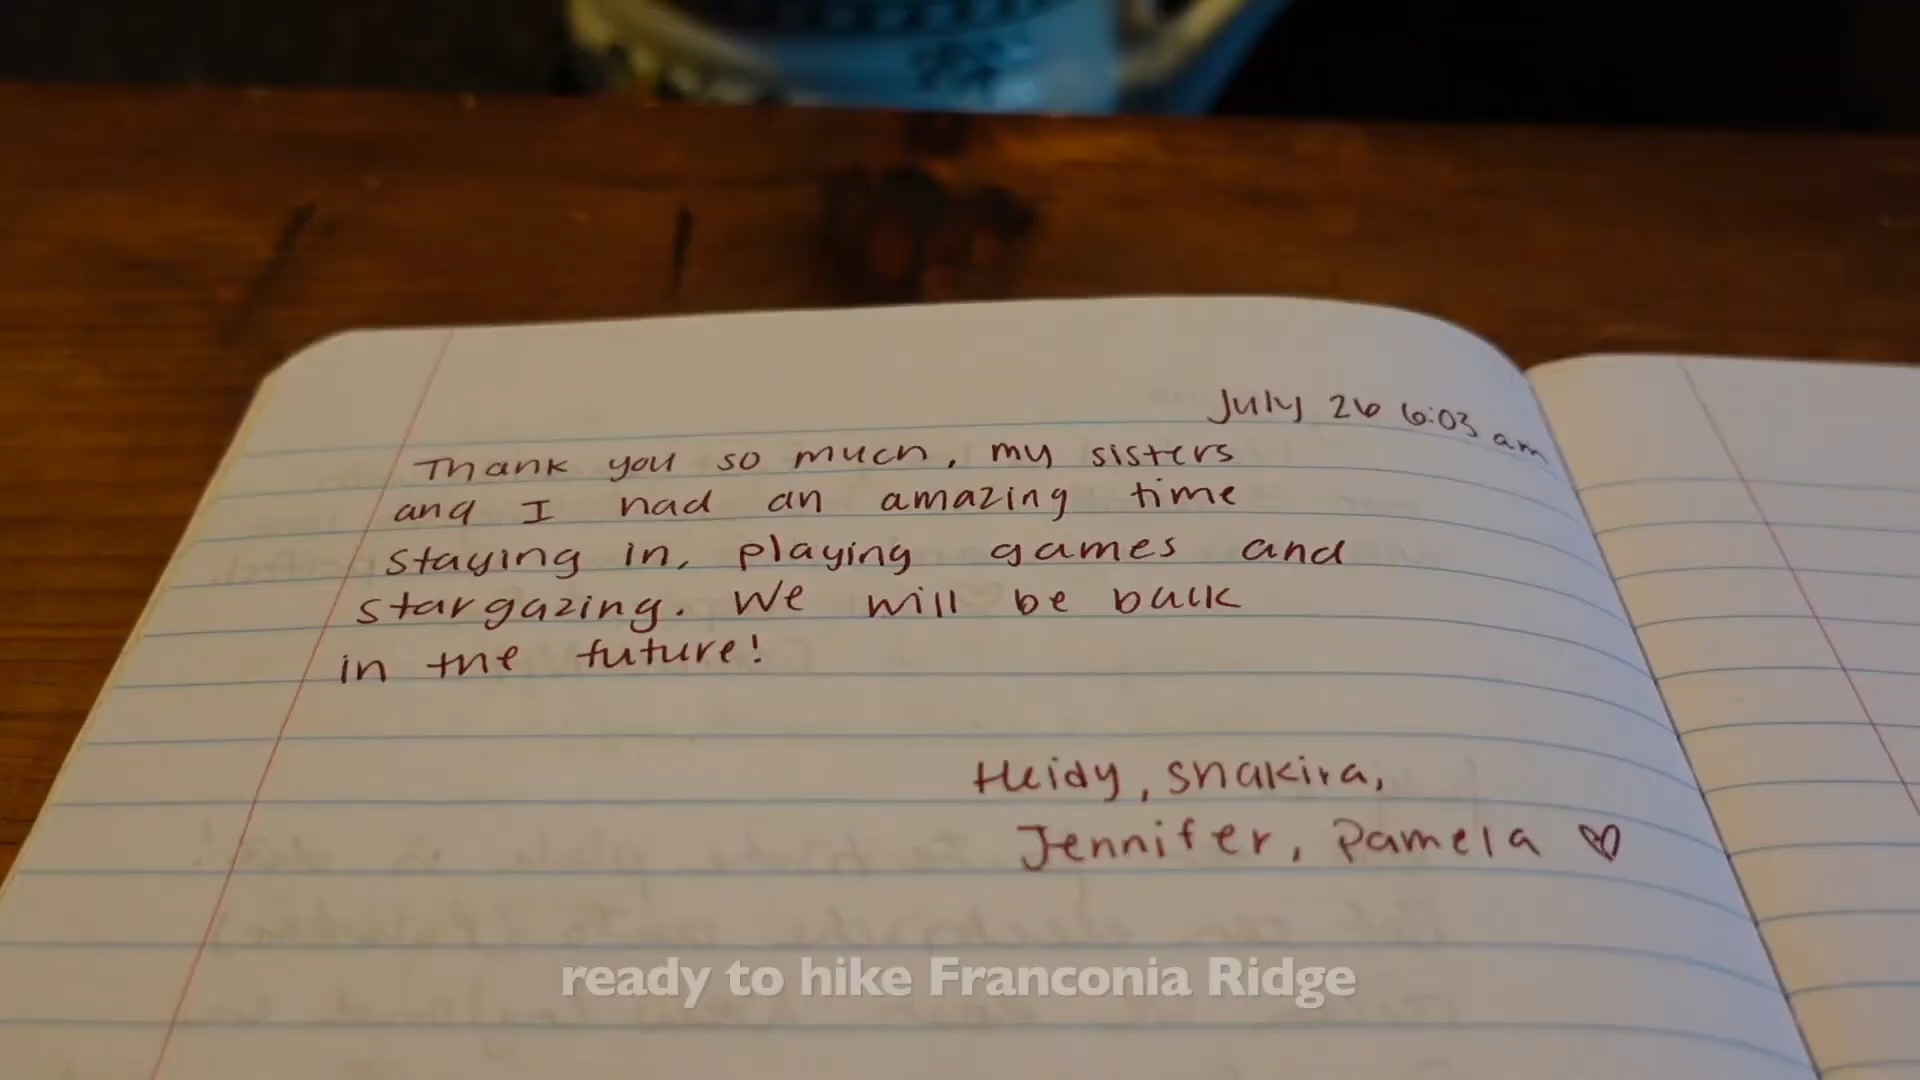 July 26 6:03 am
Thank you so much, my sisters
and I had an amazing time
staying in, playing games and
stargazing. We will be back
in the future!
Heidy, Shakira,
Jennifer, Pamela ♡
ready to hike Franconia Ridge